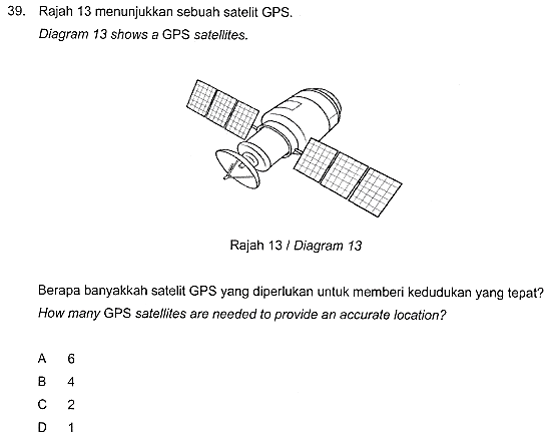 39. Rajah 13 menunjukkan sebuah satelit GPS.
Diagram 13 shows a GPS satellites.
Rajah 13 / Diagram 13
Berapa banyakkah satelit GPS yang diperlukan untuk memberi kedudukan yang tepat?
How many GPS satellites are needed to provide an accurate location?
A 6
B 4
C 2
D 1